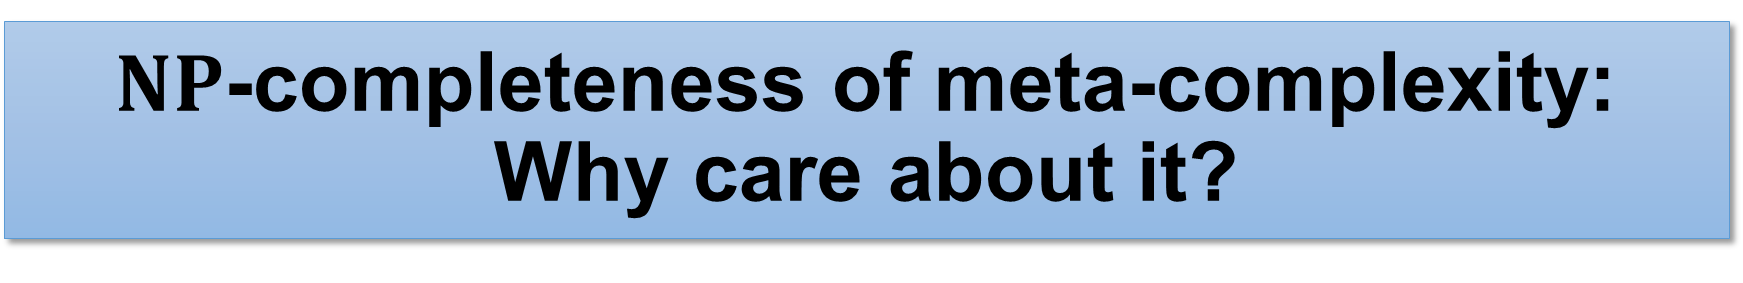 NP-completeness of meta-complexity:
Why care about it?